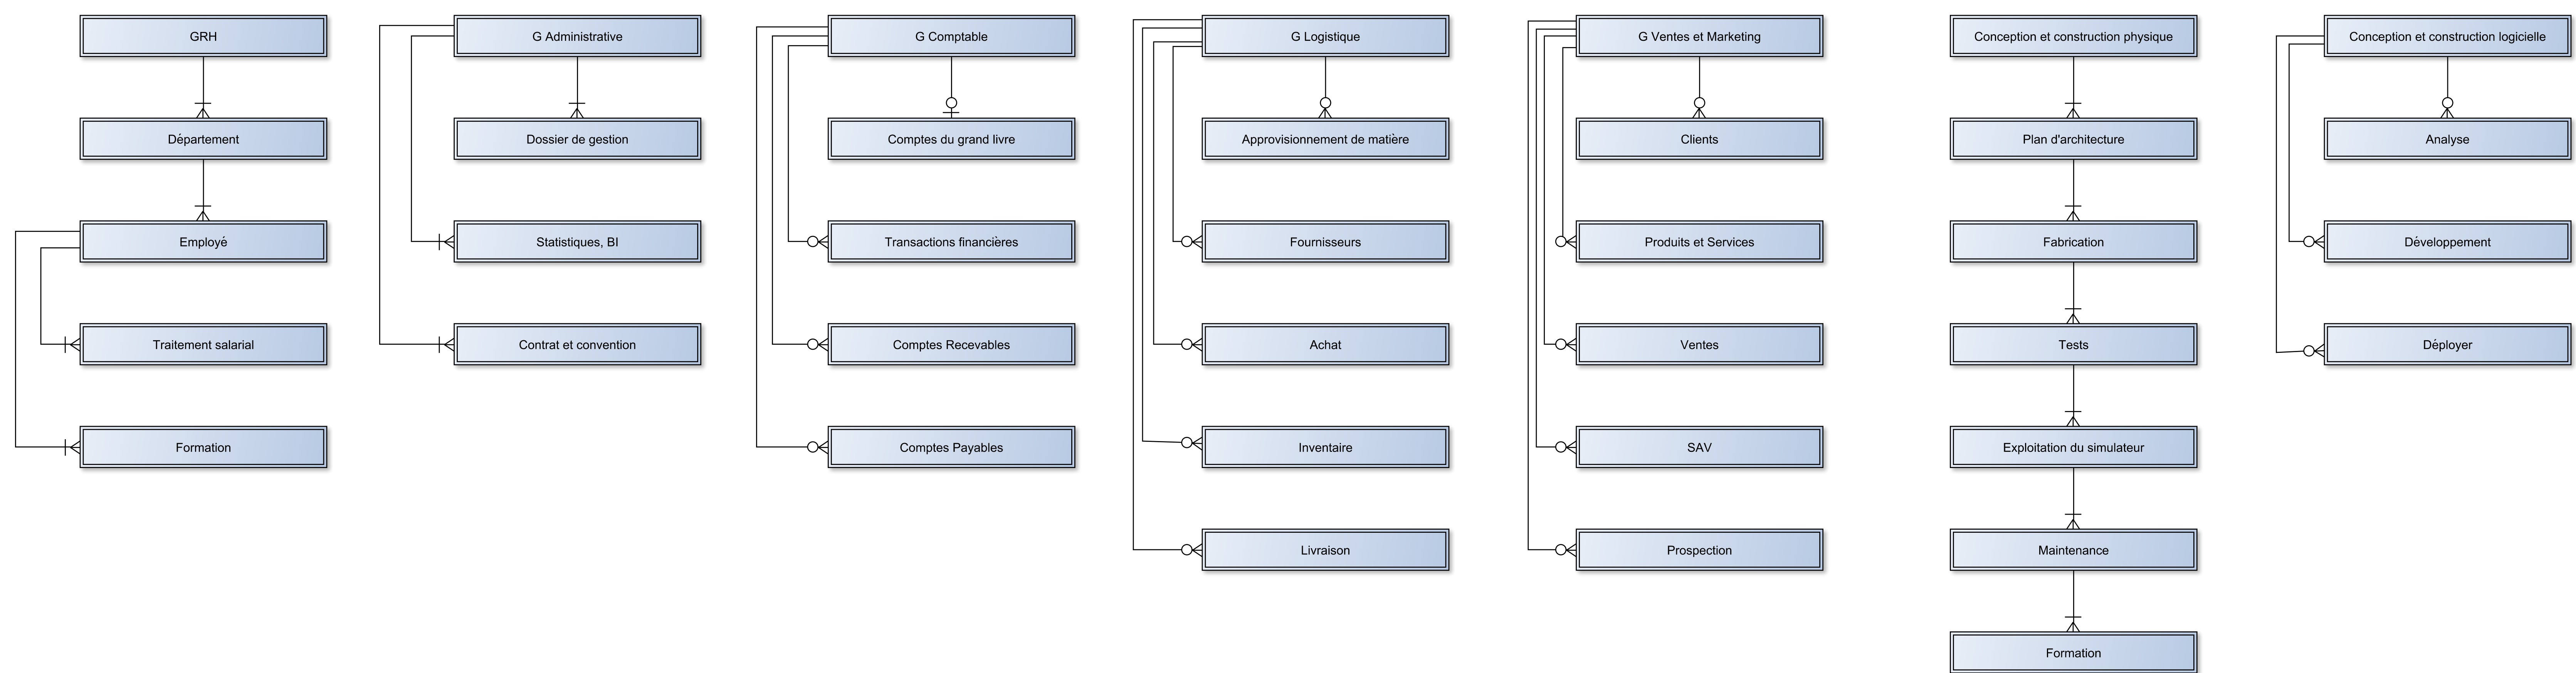 GRH
Département
Employé
Traitement salarial
Formation
G Administrative
Dossier de gestion
Statistiques, BI
Contrat et convention
G Comptable
Comptes du grand livre
Transactions financières
Comptes Recevables
Comptes Payables
G Logistique
Approvisionnement de matière
Fournisseurs
Achat
Inventaire
Livraison
G Ventes et Marketing
Clients
Produits et Services
Ventes
SAV
Prospection
Conception et construction physique
Plan d'architecture
Fabrication
Tests
Exploitation du simulateur
Maintenance
Formation
Conception et construction logicielle
Analyse
Développement
Déployer